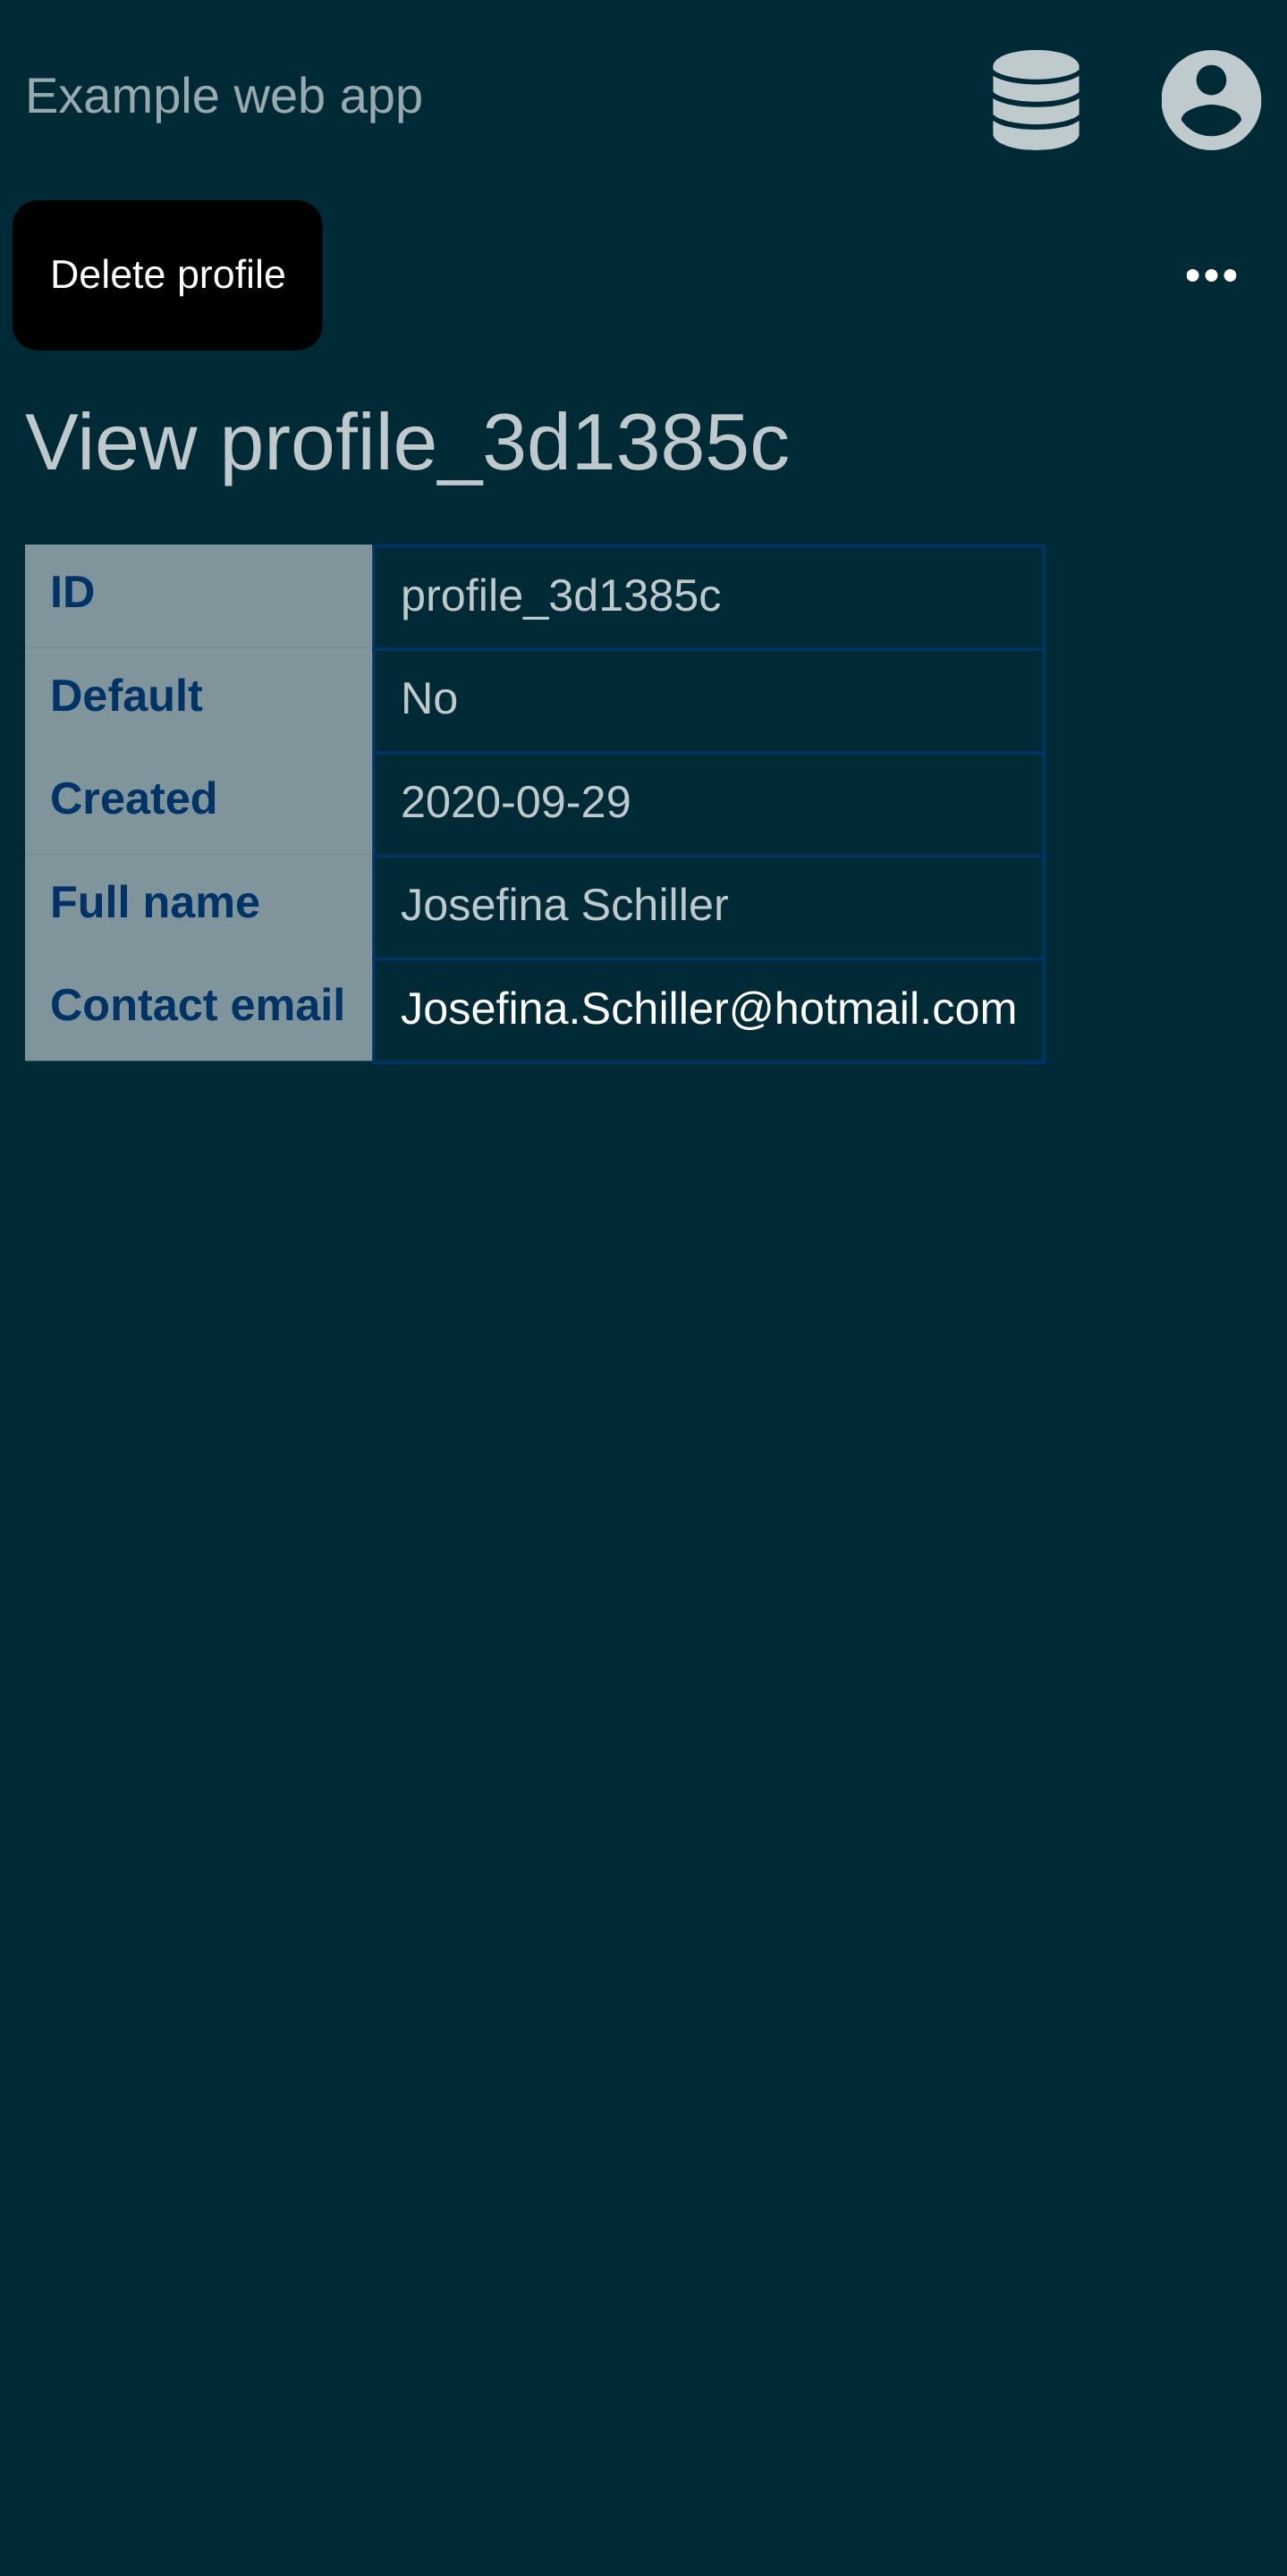 Example web app
Delete profile
View profile_3d1385c
ID profile_3d1385c
Default No
Created 2020-09-29
Full name Josefina Schiller
Contact email Josefina.Schiller@hotmail.com